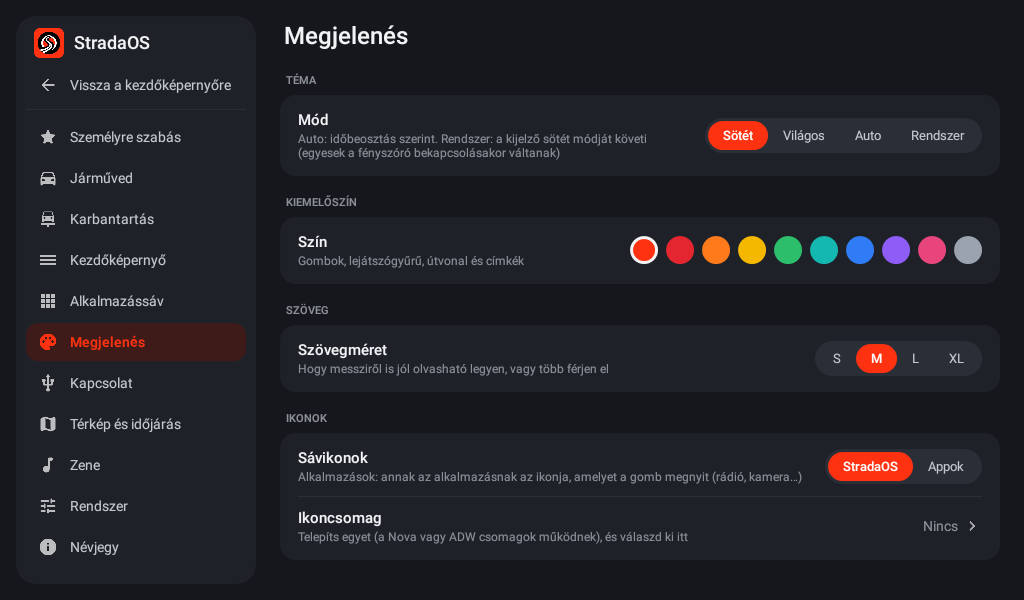 StradaOS
Vissza a kezdőképernyőre
Személyre szabás
Járműved
Karbantartás
Kezdőképernyő
Alkalmazássáv
Megjelenés
Kapcsolat
Térkép és időjárás
Zene
Rendszer
Névjegy
Megjelenés
TÉMA
Mód
Auto: időbeosztás szerint. Rendszer: a kijelző sötét módját követi
(egyesek a fényszóró bekapcsolásakor váltanak)
Sötét Világos Auto Rendszer
KIEMELŐSZÍN
Szín
Gombok, lejátszógyűrű, útvonal és címkék
SZÖVEG
Szövegméret
Hogy messziről is jól olvasható legyen, vagy több férjen el
S M L XL
IKONOK
Sávikonok
Alkalmazások: annak az alkalmazásnak az ikonja, amelyet a gomb megnyit (rádió, kamera…)
StradaOS Appok
Ikoncsomag
Telepíts egyet (a Nova vagy ADW csomagok működnek), és válaszd ki itt
Nincs